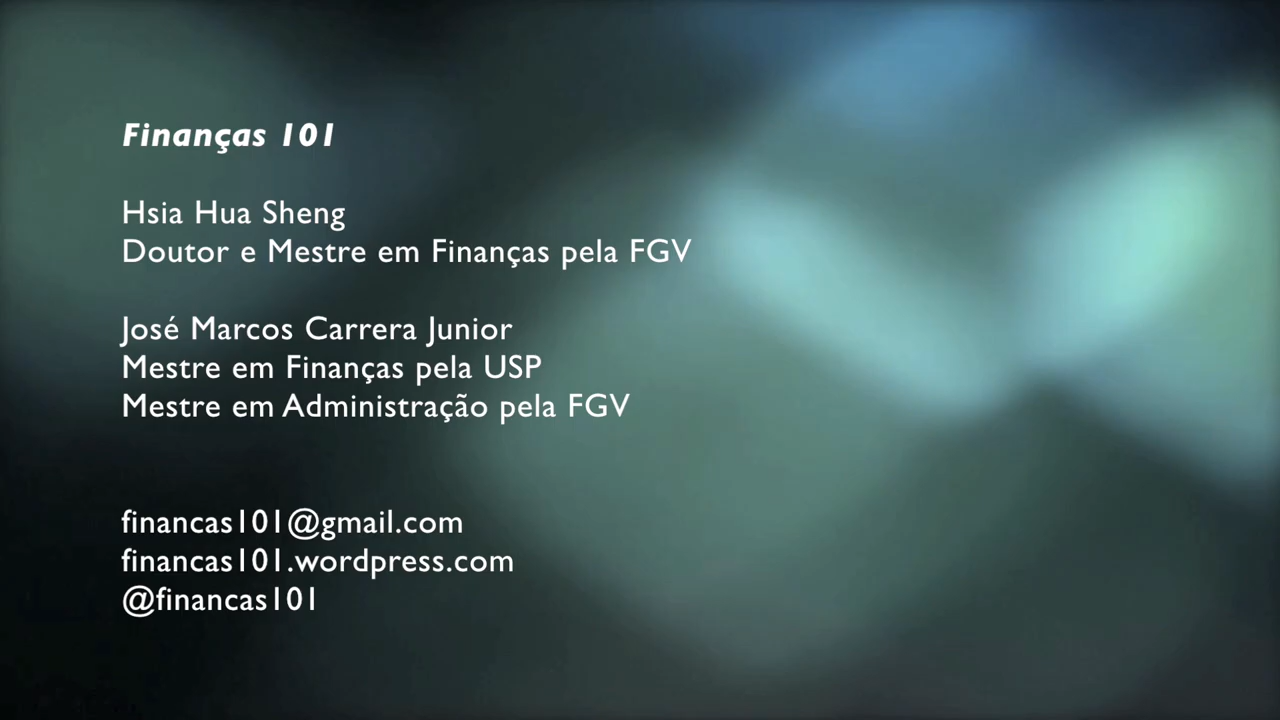 Finanças 101
Hsia Hua Sheng
Doutor e Mestre em Finanças pela FGV
José Marcos Carrera Junior
Mestre em Finanças pela USP
Mestre em Administração pela FGV
financas101@gmail.com
financas101.wordpress.com
@financas101